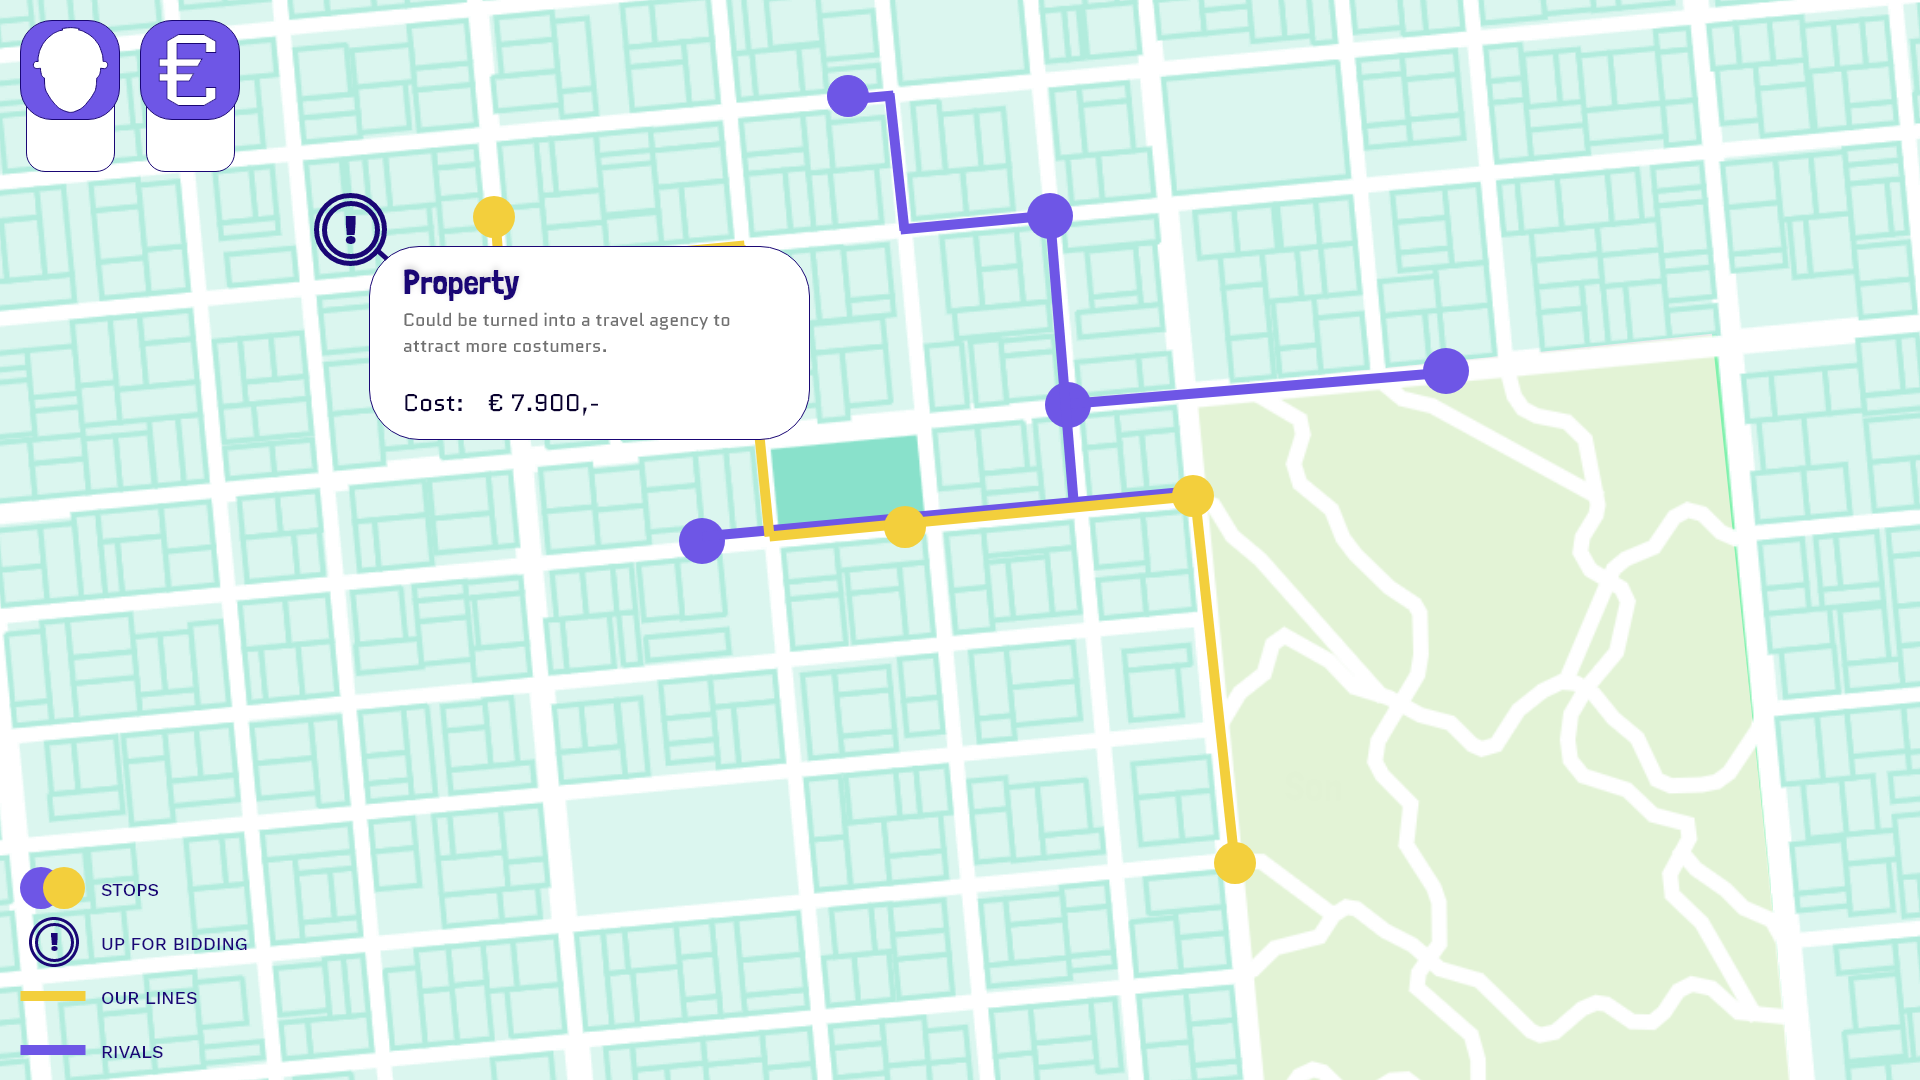 €
!
Property
Could be turned into a travel agency to
attract more costumers.
Cost: € 7.900,-
STOPS
! UP FOR BIDDING
OUR LINES
RIVALS